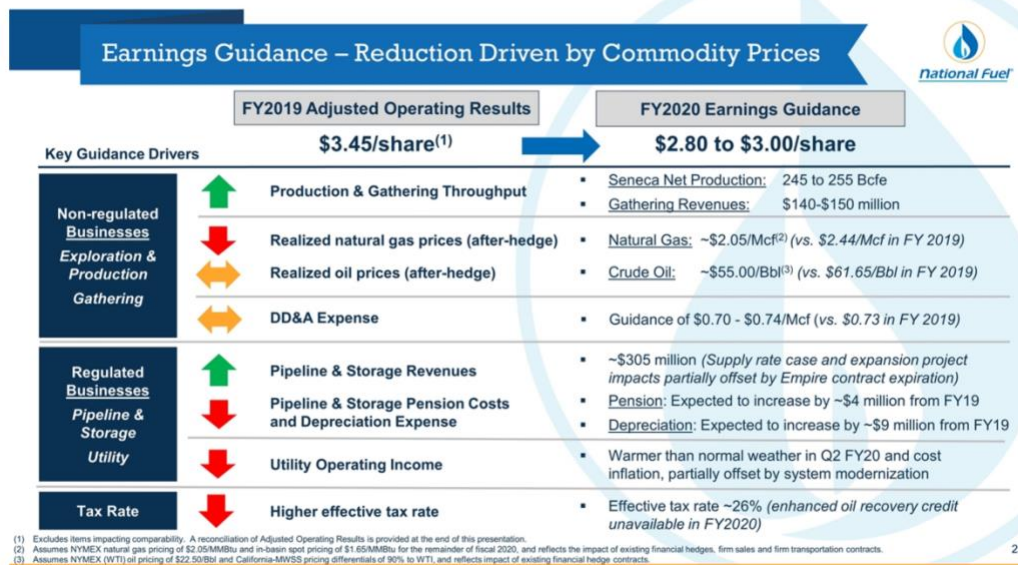 Earnings Guidance – Reduction Driven by Commodity Prices
National Fuel
FY2019 Adjusted Operating Results
FY2020 Earnings Guidance
Key Guidance Drivers
$3.45/share(1)
$2.80 to $3.00/share
Non-regulated
Businesses
Exploration &
Production
Gathering
Production & Gathering Throughput
▪ Seneca Net Production: 245 to 255 Bcfe
▪ Gathering Revenues: $140-$150 million
Realized natural gas prices (after-hedge)
▪ Natural Gas: ~$2.05/Mcf(2) (vs. $2.44/Mcf in FY 2019)
Realized oil prices (after-hedge)
▪ Crude Oil: ~$55.00/Bbl(3) (vs. $61.65/Bbl in FY 2019)
DD&A Expense
▪ Guidance of $0.70 - $0.74/Mcf (vs. $0.73 in FY 2019)
Regulated
Businesses
Pipeline &
Storage
Utility
Pipeline & Storage Revenues
▪ ~$305 million (Supply rate case and expansion project
impacts partially offset by Empire contract expiration)
Pipeline & Storage Pension Costs
and Depreciation Expense
▪ Pension: Expected to increase by ~$4 million from FY19
▪ Depreciation: Expected to increase by ~$9 million from FY19
Utility Operating Income
▪ Warmer than normal weather in Q2 FY20 and cost
inflation, partially offset by system modernization
Tax Rate
Higher effective tax rate
▪ Effective tax rate ~26% (enhanced oil recovery credit
unavailable in FY2020)
(1) Excludes items impacting comparability. A reconciliation of Adjusted Operating Results is provided at the end of this presentation.
(2) Assumes NYMEX natural gas pricing of $2.05/MMBtu and in-basin spot pricing of $1.65/MMBtu for the remainder of fiscal 2020, and reflects the impact of existing financial hedges, firm sales and firm transportation contracts.
(3) Assumes NYMEX (WTI) oil pricing of $22.50/Bbl and California-MWSS pricing differentials of 90% to WTI, and reflects impact of existing financial hedge contracts.
2